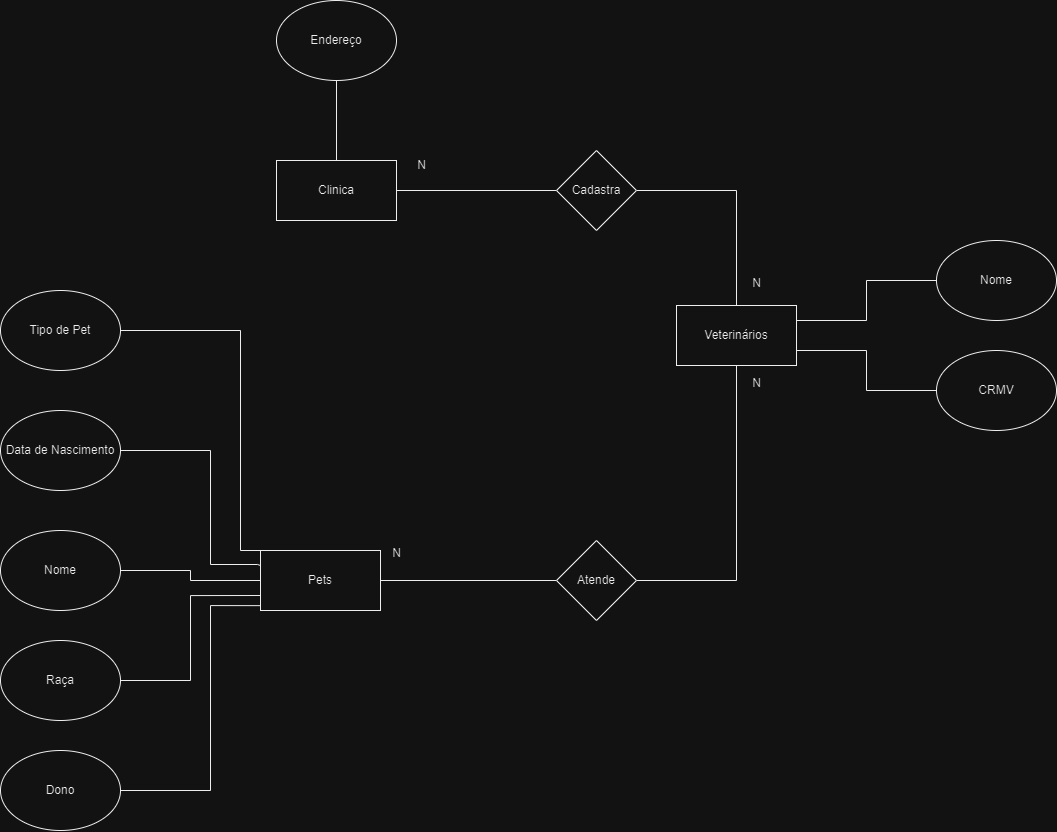 Endereço
N
Clinica
Cadastra
N
Nome
Tipo de Pet
Veterinários
N
CRMV
Data de Nascimento
N
Nome
Pets
Atende
Raça
Dono